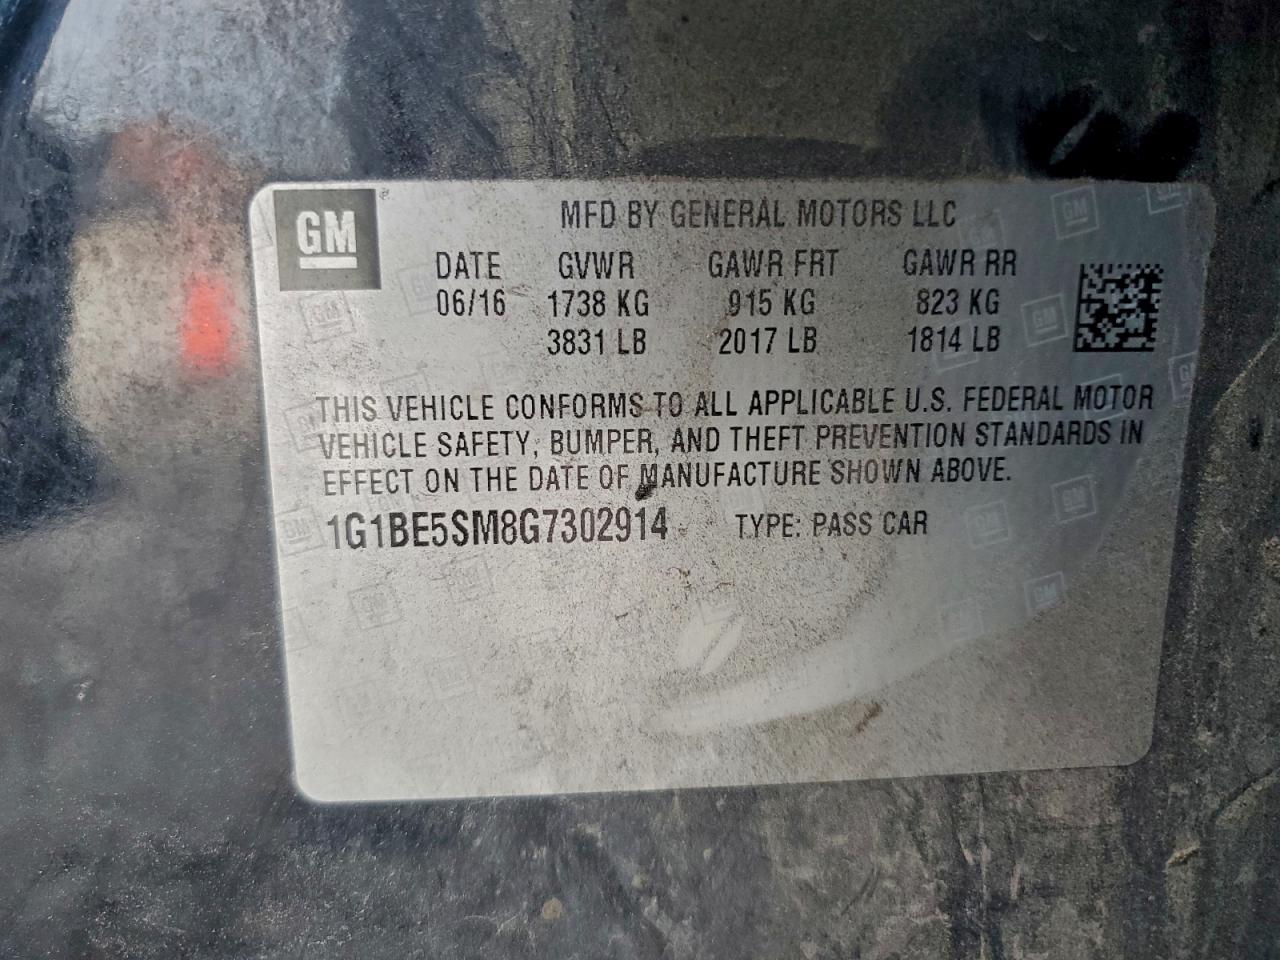 GM
MFD BY GENERAL MOTORS LLC
DATE GVWR GAWR FRT GAWR RR
06/16 1738 KG 915 KG 823 KG
3831 LB 2017 LB 1814 LB
THIS VEHICLE CONFORMS TO ALL APPLICABLE U.S. FEDERAL MOTOR
VEHICLE SAFETY, BUMPER, AND THEFT PREVENTION STANDARDS IN
EFFECT ON THE DATE OF MANUFACTURE SHOWN ABOVE.
1G1BE5SM8G7302914 TYPE: PASS CAR